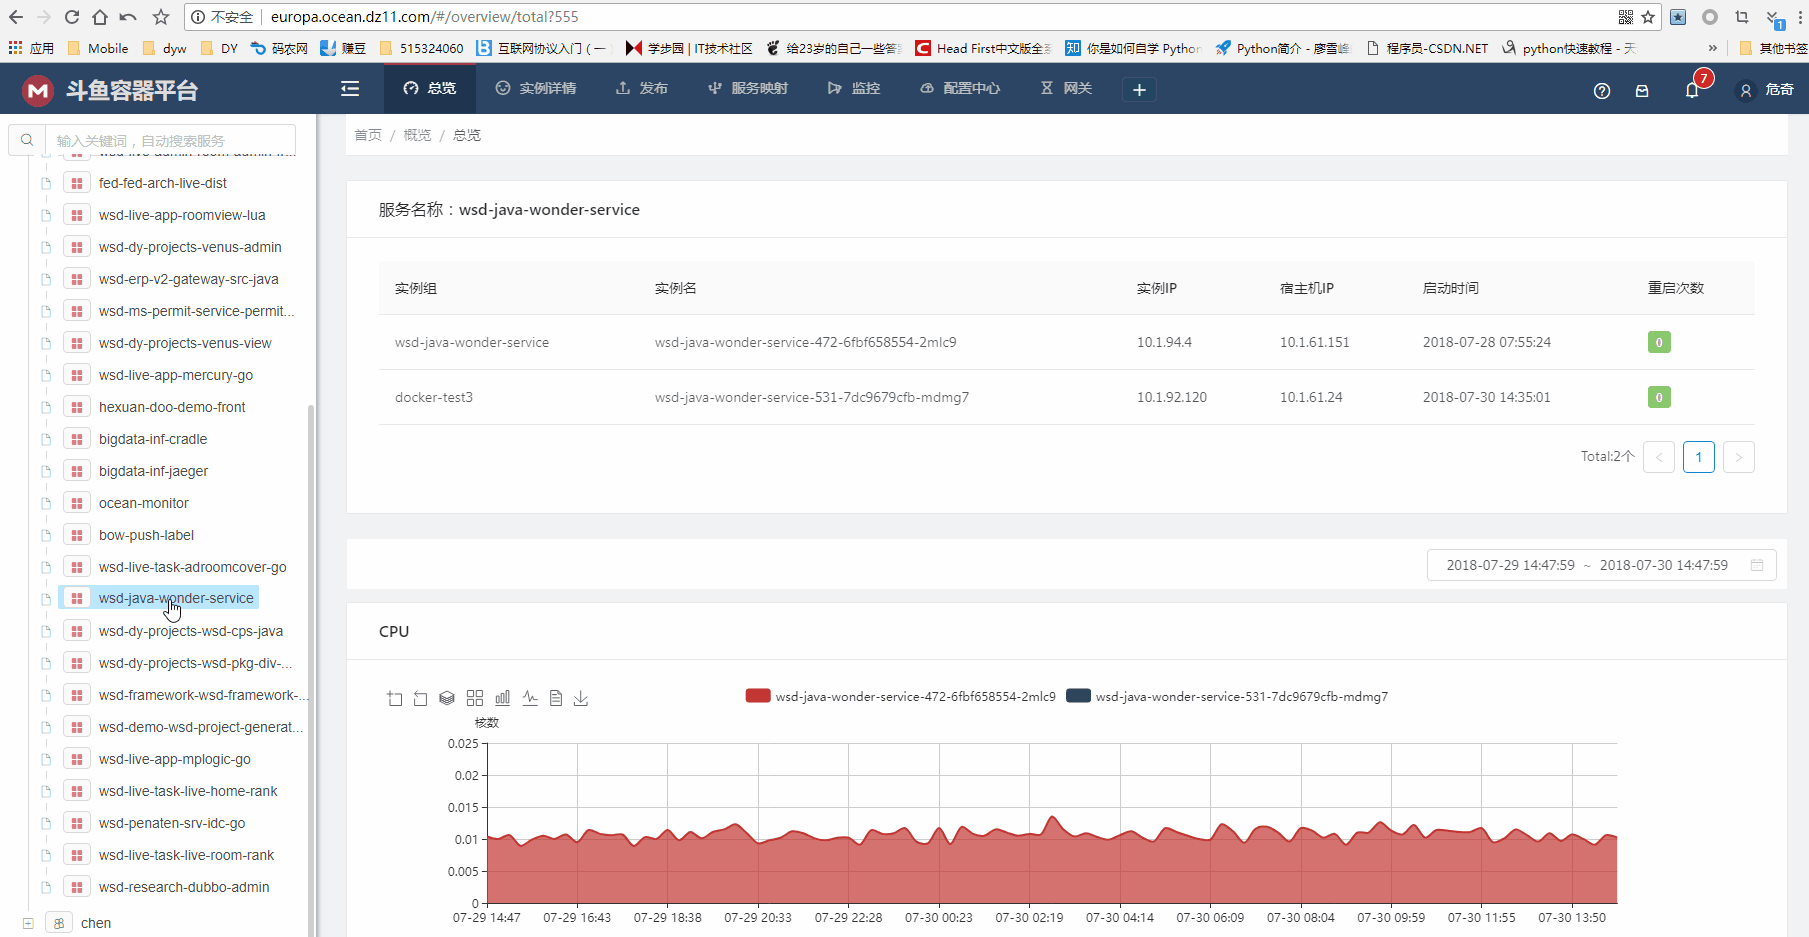 不安全 europa.ocean.dz11.com/#/overview/total?555
应用 Mobile dyw DY 码农网 赚豆 515324060 互联网协议入门（一 学步园 | IT技术社区 给23岁的自己一些答 Head First中文版全 你是如何自学 Python Python简介 - 廖雪峰 程序员-CSDN.NET python快速教程 - 天 » 其他书签
斗鱼容器平台 总览 实例详情 发布 服务映射 监控 配置中心 网关 + 7 危奇
输入关键词，自动搜索服务
首页 / 概览 / 总览
fed-fed-arch-live-dist
wsd-live-app-roomview-lua
wsd-dy-projects-venus-admin
wsd-erp-v2-gateway-src-java
wsd-ms-permit-service-permit...
wsd-dy-projects-venus-view
wsd-live-app-mercury-go
hexuan-doo-demo-front
bigdata-inf-cradle
bigdata-inf-jaeger
ocean-monitor
bow-push-label
wsd-live-task-adroomcover-go
wsd-java-wonder-service
wsd-dy-projects-wsd-cps-java
wsd-dy-projects-wsd-pkg-div-...
wsd-framework-wsd-framework-...
wsd-demo-wsd-project-generat...
wsd-live-app-mplogic-go
wsd-live-task-live-home-rank
wsd-penaten-srv-idc-go
wsd-live-task-live-room-rank
wsd-research-dubbo-admin
chen
服务名称：wsd-java-wonder-service
实例组 实例名 实例IP 宿主机IP 启动时间 重启次数
wsd-java-wonder-service wsd-java-wonder-service-472-6fbf658554-2mlc9 10.1.94.4 10.1.61.151 2018-07-28 07:55:24 0
docker-test3 wsd-java-wonder-service-531-7dc9679cfb-mdmg7 10.1.92.120 10.1.61.24 2018-07-30 14:35:01 0
Total:2个 < 1 >
2018-07-29 14:47:59 ~ 2018-07-30 14:47:59
CPU
wsd-java-wonder-service-472-6fbf658554-2mlc9 wsd-java-wonder-service-531-7dc9679cfb-mdmg7
核数
0.025
0.02
0.015
0.01
0.005
0
07-29 14:47 07-29 16:43 07-29 18:38 07-29 20:33 07-29 22:28 07-30 00:23 07-30 02:19 07-30 04:14 07-30 06:09 07-30 08:04 07-30 09:59 07-30 11:55 07-30 13:50